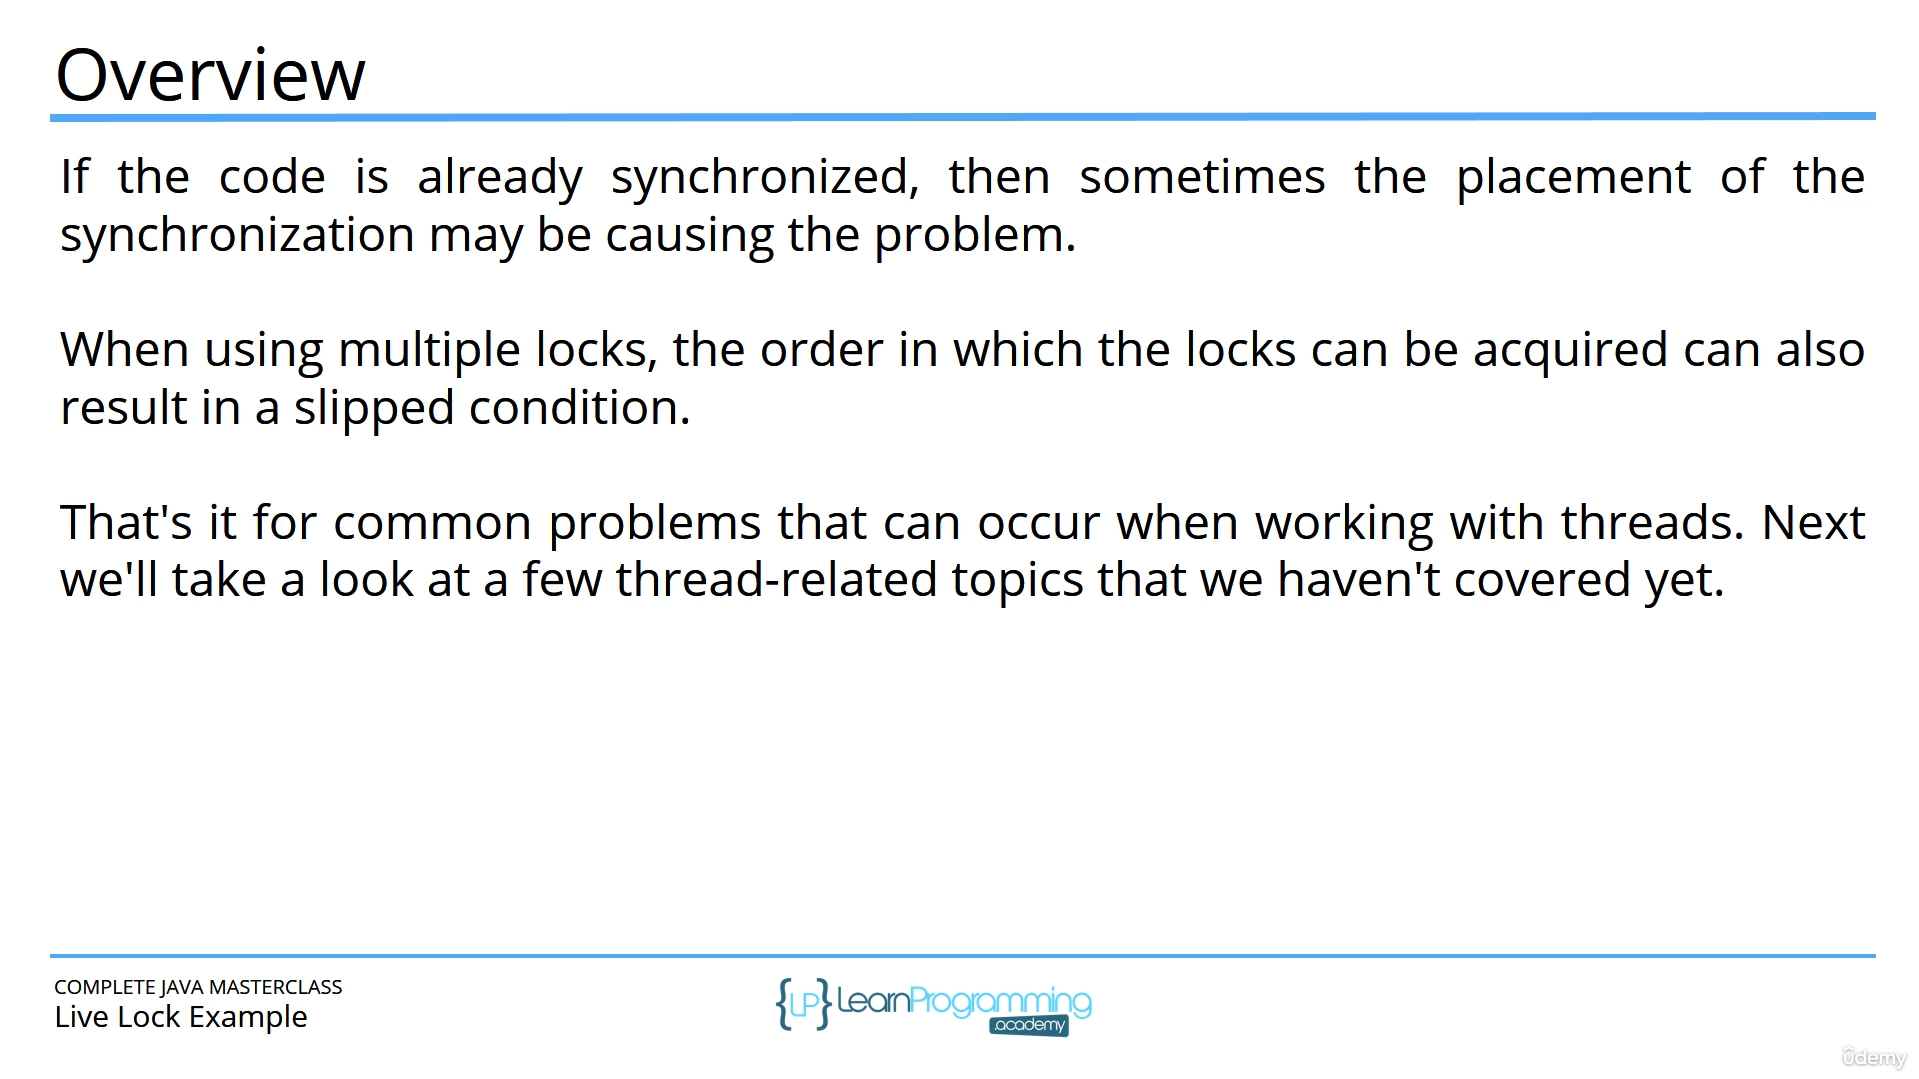 Overview
If the code is already synchronized, then sometimes the placement of the
synchronization may be causing the problem.
When using multiple locks, the order in which the locks can be acquired can also
result in a slipped condition.
That's it for common problems that can occur when working with threads. Next
we'll take a look at a few thread-related topics that we haven't covered yet.
COMPLETE JAVA MASTERCLASS
Live Lock Example
{LP} LearnProgramming
.academy
ûdemy